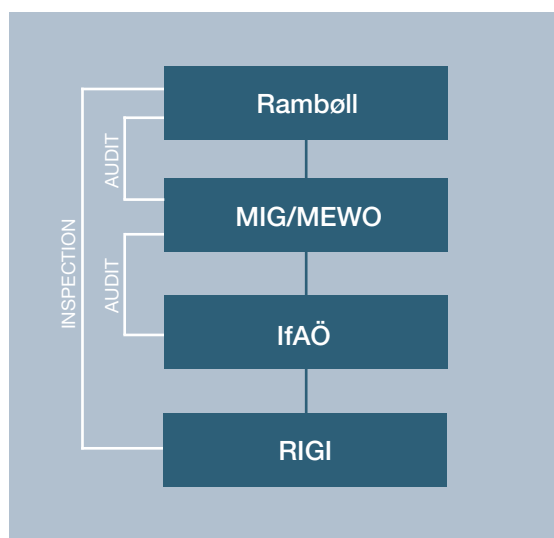 Rambøll
AUDIT
MIG/MEWO
INSPECTION
AUDIT
IfAÖ
RIGI